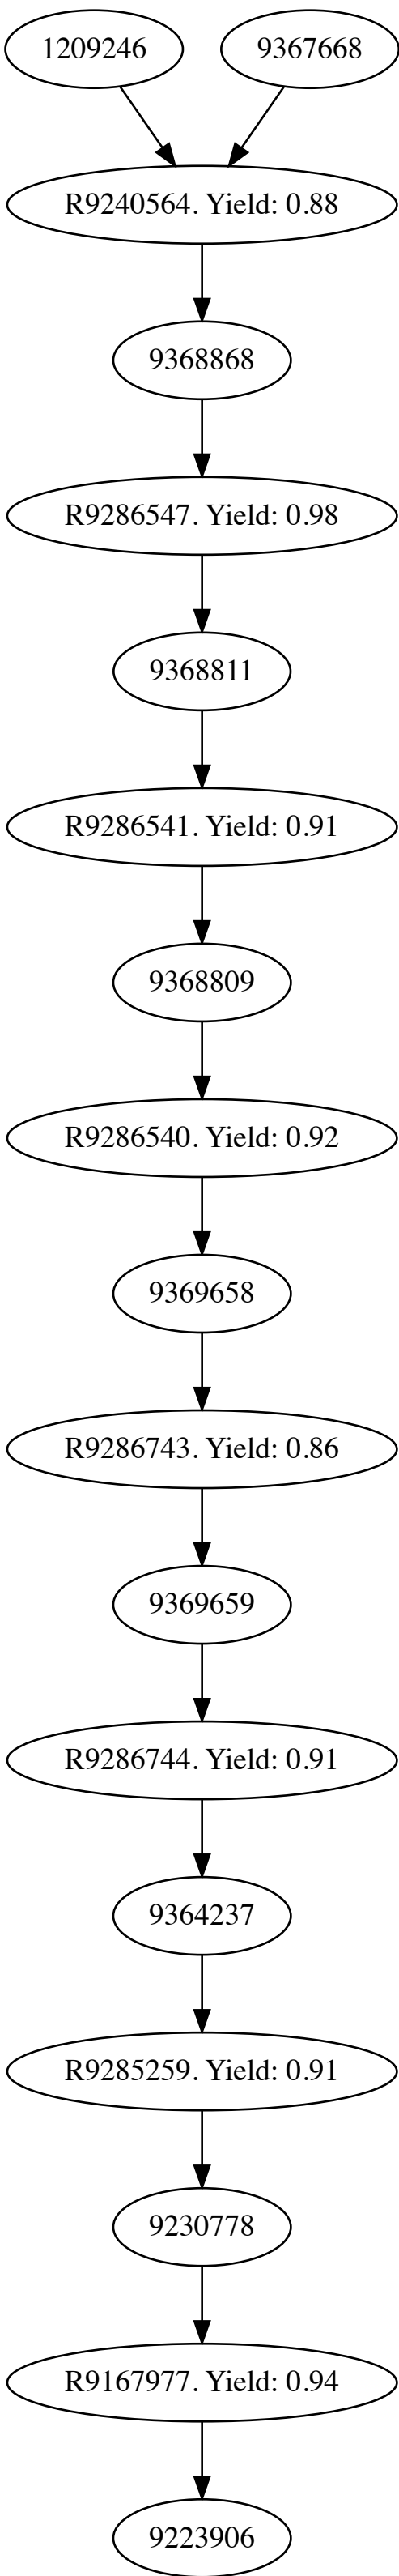 1209246
9367668
R9240564. Yield: 0.88
9368868
R9286547. Yield: 0.98
9368811
R9286541. Yield: 0.91
9368809
R9286540. Yield: 0.92
9369658
R9286743. Yield: 0.86
9369659
R9286744. Yield: 0.91
9364237
R9285259. Yield: 0.91
9230778
R9167977. Yield: 0.94
9223906